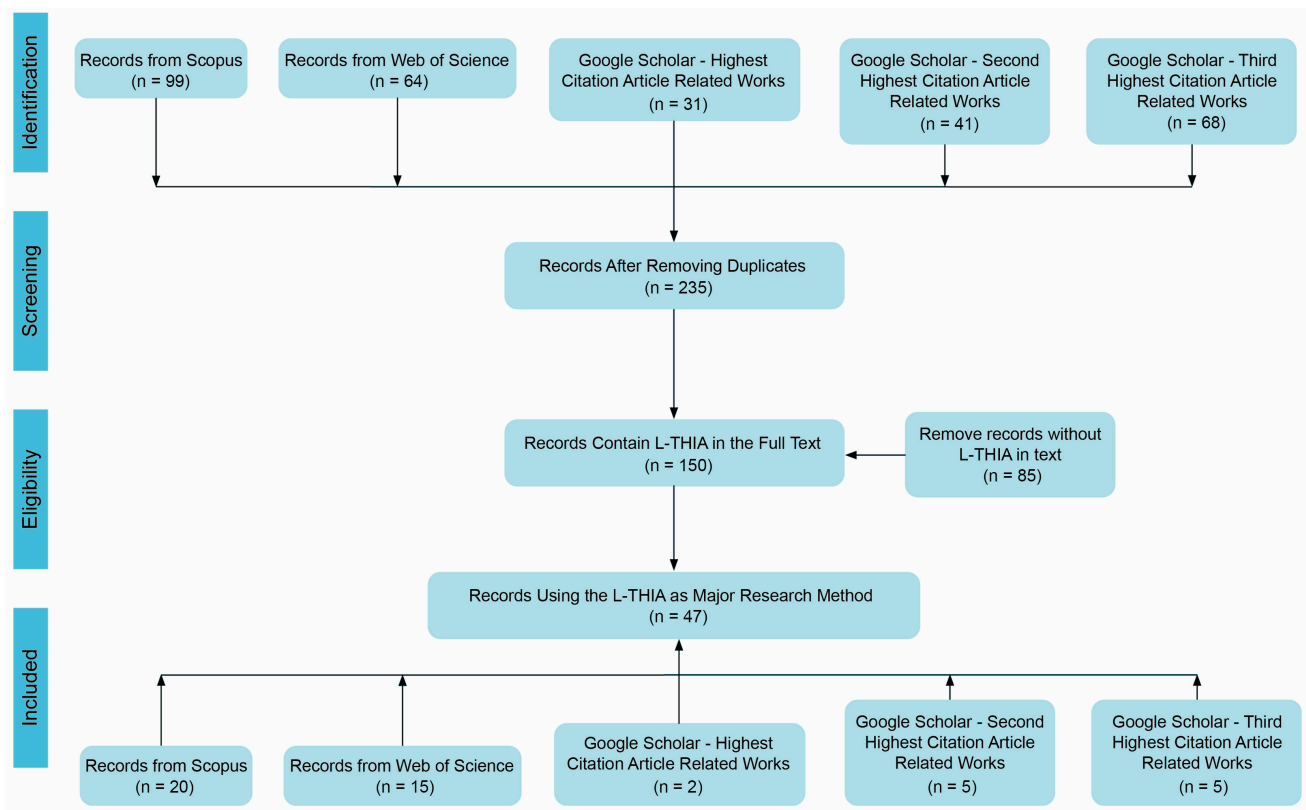 Identification
Records from Scopus
(n = 99)
Records from Web of Science
(n = 64)
Google Scholar - Highest
Citation Article Related Works
(n = 31)
Google Scholar - Second
Highest Citation Article
Related Works
(n = 41)
Google Scholar - Third
Highest Citation Article
Related Works
(n = 68)
Screening
Records After Removing Duplicates
(n = 235)
Eligibility
Records Contain L-THIA in the Full Text
(n = 150)
Remove records without
L-THIA in text
(n = 85)
Records Using the L-THIA as Major Research Method
(n = 47)
Included
Records from Scopus
(n = 20)
Records from Web of Science
(n = 15)
Google Scholar - Highest
Citation Article Related Works
(n = 2)
Google Scholar - Second
Highest Citation Article
Related Works
(n = 5)
Google Scholar - Third
Highest Citation Article
Related Works
(n = 5)